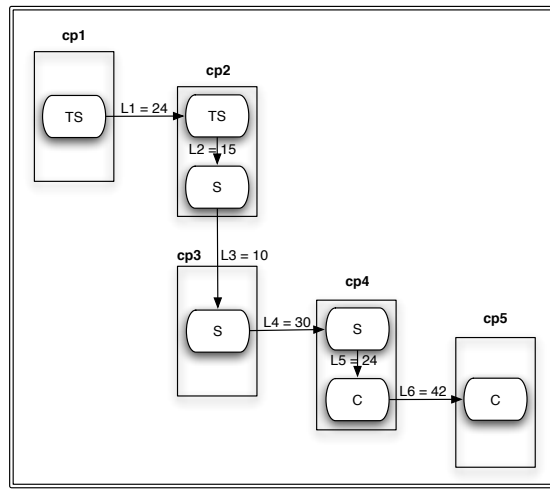 cp1
cp2
TS
L1 = 24
TS
L2 = 15
S
cp3
L3 = 10
cp4
S
L4 = 30
S
cp5
L5 = 24
C
L6 = 42
C